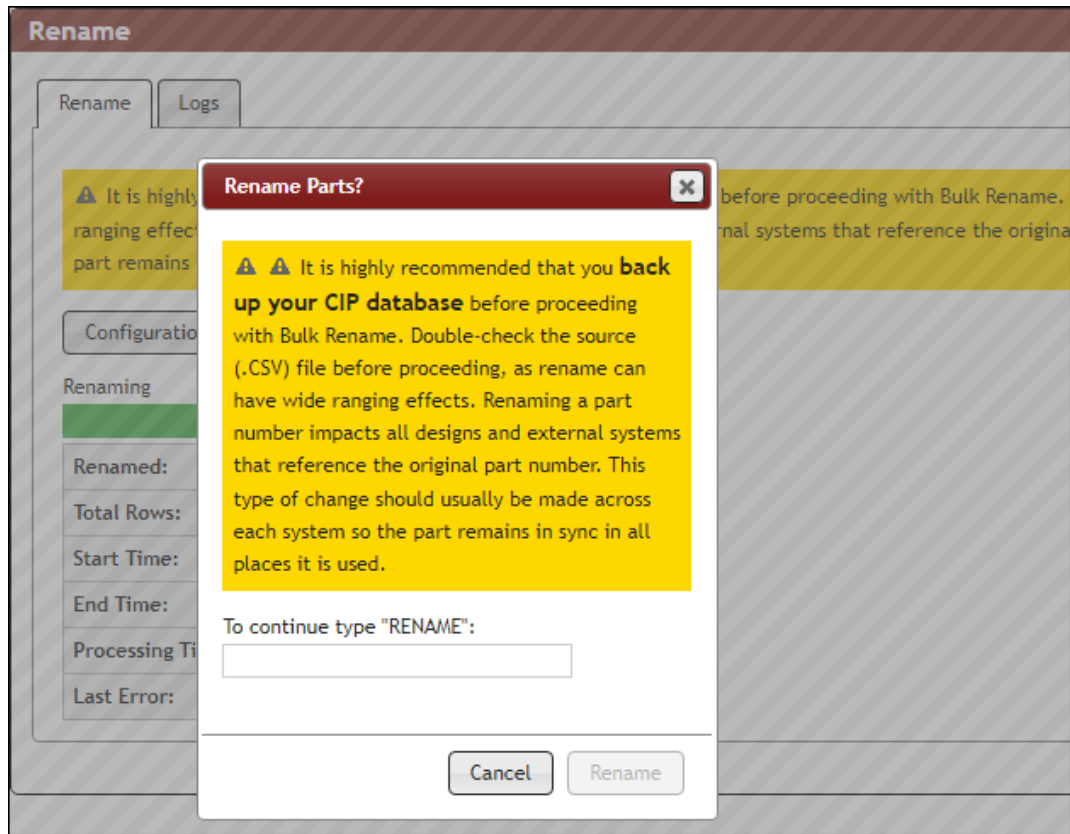 Rename
Rename
Logs
It is highly
before proceeding with Bulk Rename.
ranging effec
rnal systems that reference the origina
part remains
Configuratio
Renaming
Renamed:
Total Rows:
Start Time:
End Time:
Processing Ti
Last Error:
Rename Parts?
It is highly recommended that you back
up your CIP database before proceeding
with Bulk Rename. Double-check the source
(.CSV) file before proceeding, as rename can
have wide ranging effects. Renaming a part
number impacts all designs and external systems
that reference the original part number. This
type of change should usually be made across
each system so the part remains in sync in all
places it is used.
To continue type "RENAME":
Cancel
Rename